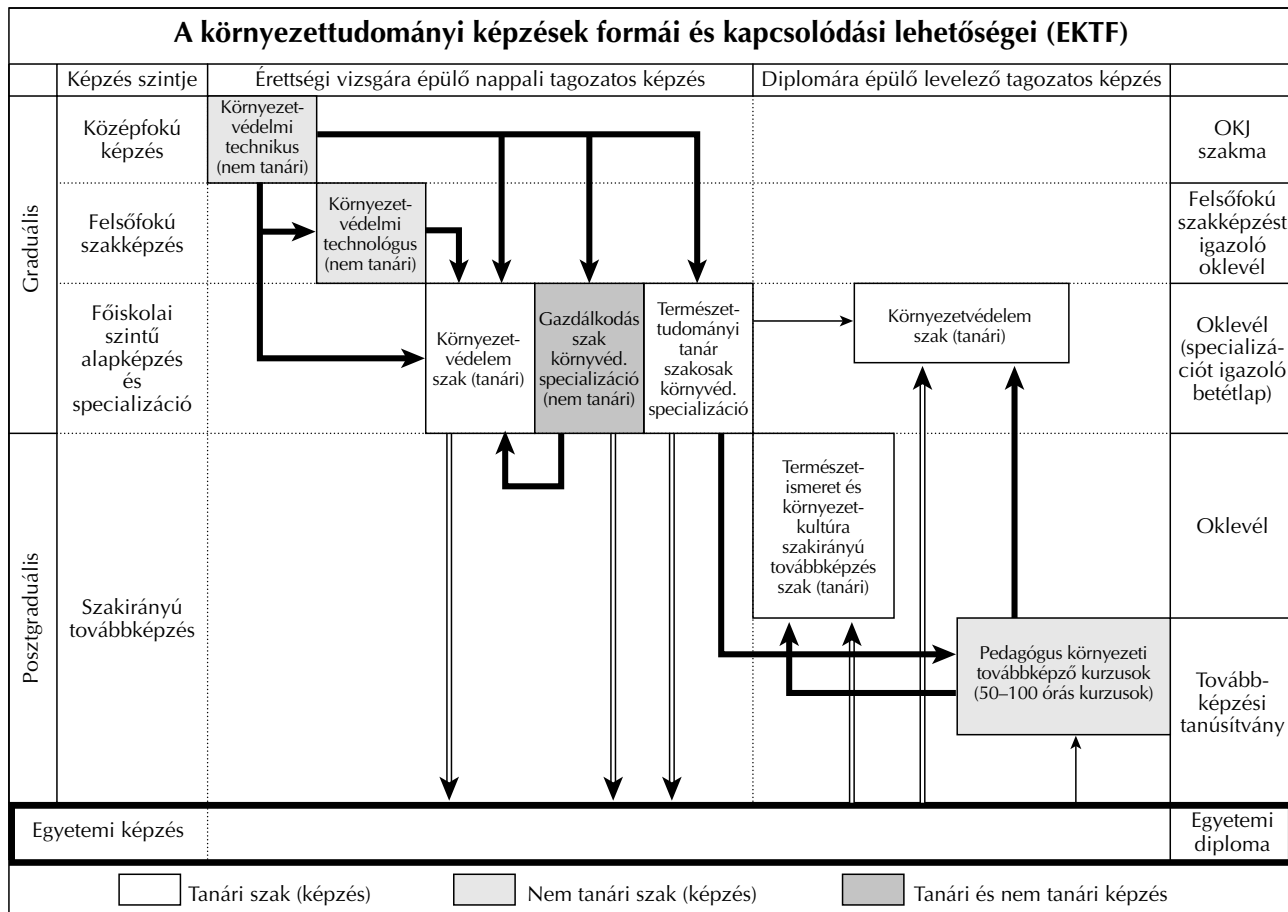 A környezettudományi képzések formái és kapcsolódási lehetőségei (EKTF)
Képzés szintje
Érettségi vizsgára épülő nappali tagozatos képzés
Diplomára épülő levelező tagozatos képzés
Graduális
Középfokú
képzés
Környezet-
védelmi
technikus
(nem tanári)
OKJ
szakma
Felsőfokú
szakképzés
Környezet-
védelmi
technológus
(nem tanári)
Felsőfokú
szakképzést
igazoló
oklevél
Főiskolai
szintű
alapképzés
és
specializáció
Környezet-
védelem
szak (tanári)
Gazdálkodás
szak
környvéd.
specializáció
(nem tanári)
Természet-
tudományi
tanár
szakosak
környvéd.
specializáció
Környezetvédelem
szak (tanári)
Oklevél
(specializá-
ciót igazoló
betétlap)
Posztgraduális
Szakirányú
továbbképzés
Természet-
ismeret és
környezet-
kultúra
szakirányú
továbbképzés
szak (tanári)
Oklevél
Pedagógus környezeti
továbbképző kurzusok
(50–100 órás kurzusok)
Tovább-
képzési
tanúsítvány
Egyetemi képzés
Egyetemi
diploma
Tanári szak (képzés)
Nem tanári szak (képzés)
Tanári és nem tanári képzés